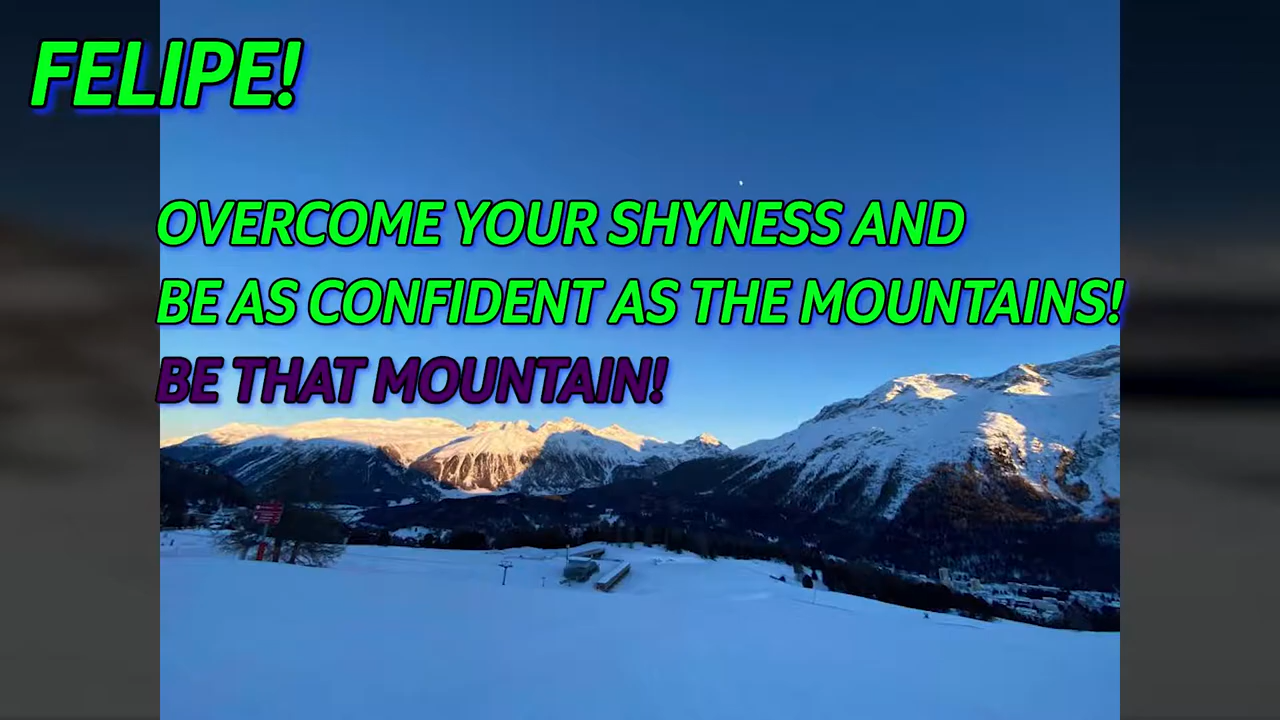 FELIPE!
OVERCOME YOUR SHYNESS AND
BE AS CONFIDENT AS THE MOUNTAINS!
BE THAT MOUNTAIN!